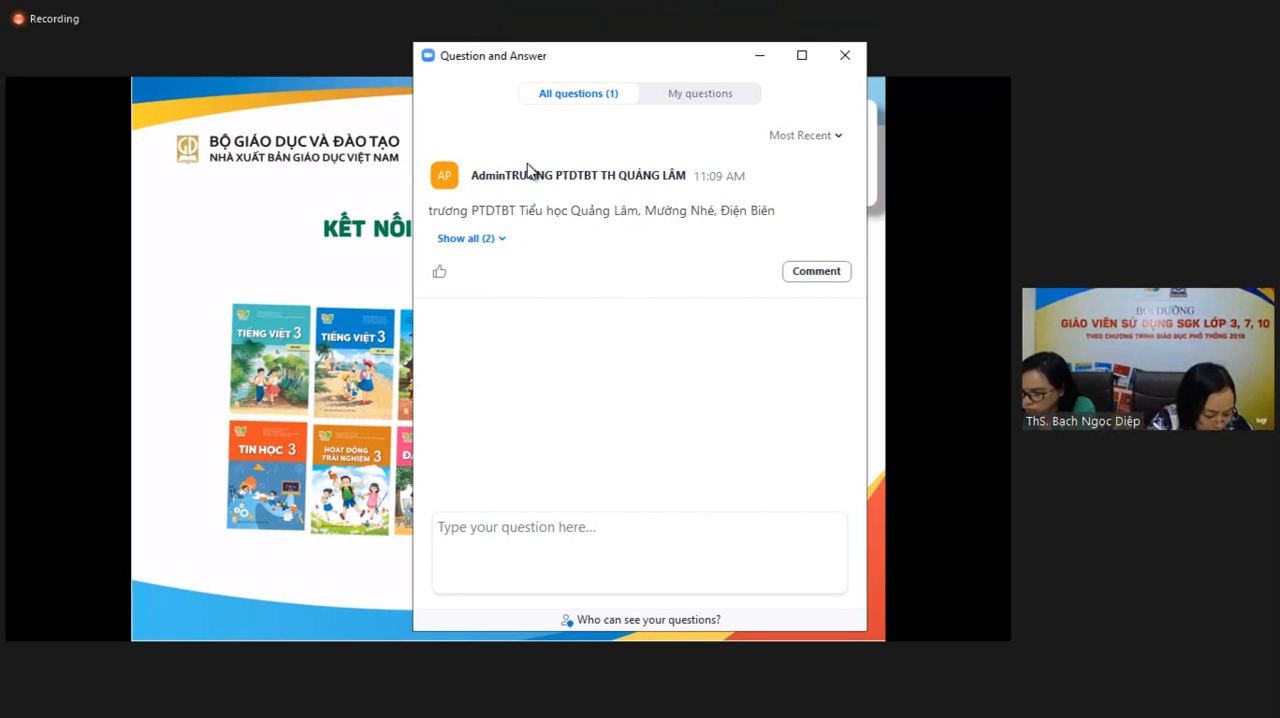 Recording
Question and Answer
All questions (1)
My questions
Most Recent
AP
AdminTRƯỜNG PTDTBT TH QUẢNG LÂM 11:09 AM
trương PTDTBT Tiểu học Quảng Lâm, Mường Nhé, Điện Biên
Show all (2)
Comment
Type your question here...
Who can see your questions?
BỘ GIÁO DỤC VÀ ĐÀO TẠO
NHÀ XUẤT BẢN GIÁO DỤC VIỆT NAM
KẾT NỐI
TIẾNG VIỆT 3
TIẾNG VIỆT 3
TIN HỌC 3
HOẠT ĐỘNG
TRẢI NGHIỆM 3
BỒI DƯỠNG
GIÁO VIÊN SỬ DỤNG SGK LỚP 3, 7, 10
THEO CHƯƠNG TRÌNH GIÁO DỤC PHỔ THÔNG 2018
ThS. Bạch Ngọc Diệp